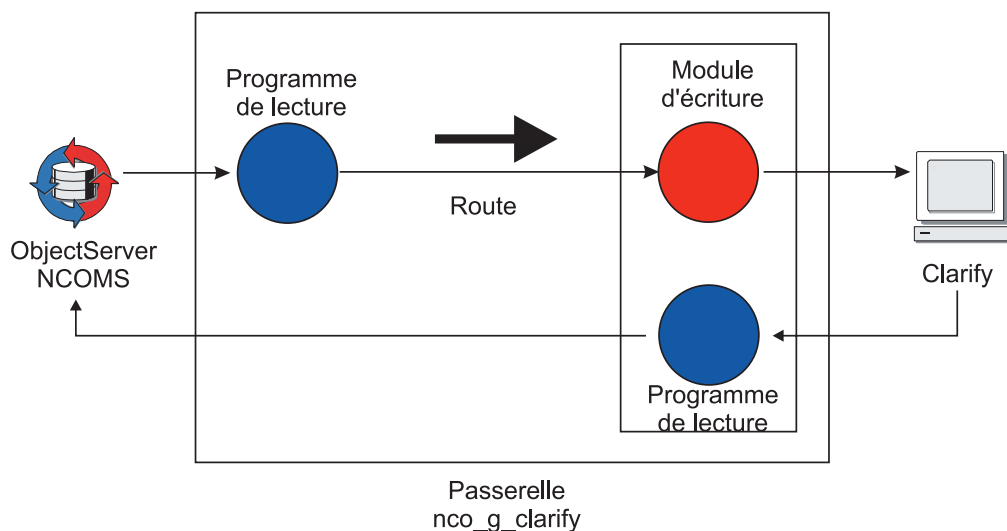 Programme
de lecture
Module
d'écriture
Route
ObjectServer
NCOMS
Clarify
Programme
de lecture
Passerelle
nco_g_clarify